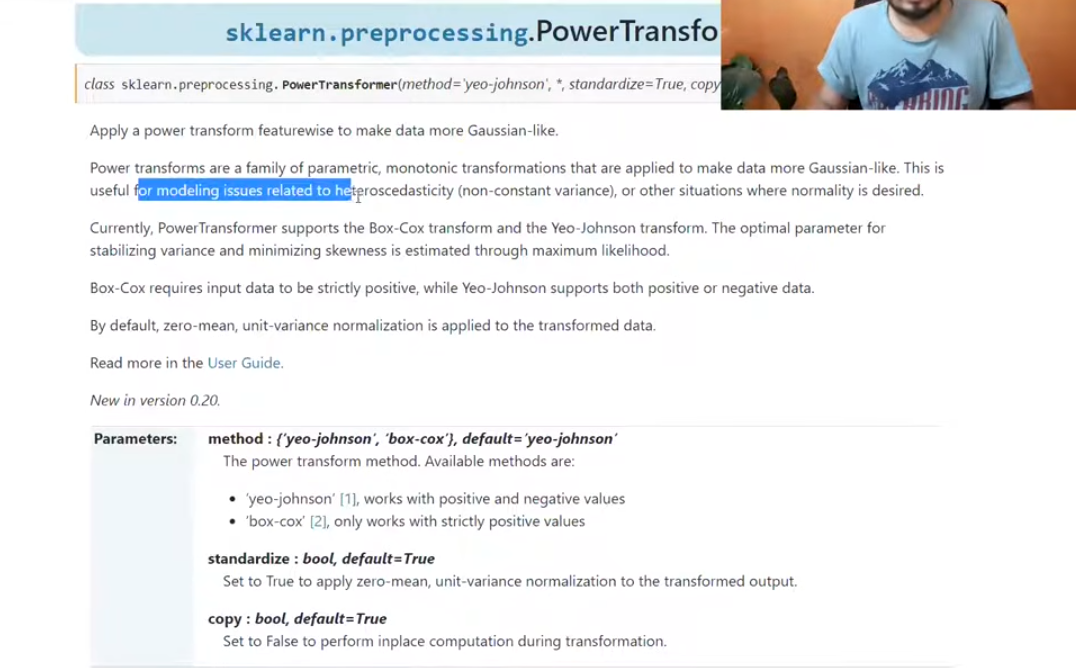 sklearn.preprocessing.PowerTransfo
class sklearn.preprocessing.PowerTransformer(method='yeo-johnson', *, standardize=True, copy
Apply a power transform featurewise to make data more Gaussian-like.
Power transforms are a family of parametric, monotonic transformations that are applied to make data more Gaussian-like. This is
useful for modeling issues related to heteroscedasticity (non-constant variance), or other situations where normality is desired.
Currently, PowerTransformer supports the Box-Cox transform and the Yeo-Johnson transform. The optimal parameter for
stabilizing variance and minimizing skewness is estimated through maximum likelihood.
Box-Cox requires input data to be strictly positive, while Yeo-Johnson supports both positive or negative data.
By default, zero-mean, unit-variance normalization is applied to the transformed data.
Read more in the User Guide.
New in version 0.20.
Parameters:
method : {'yeo-johnson', 'box-cox'}, default='yeo-johnson'
The power transform method. Available methods are:
• 'yeo-johnson' [1], works with positive and negative values
• 'box-cox' [2], only works with strictly positive values
standardize : bool, default=True
Set to True to apply zero-mean, unit-variance normalization to the transformed output.
copy : bool, default=True
Set to False to perform inplace computation during transformation.